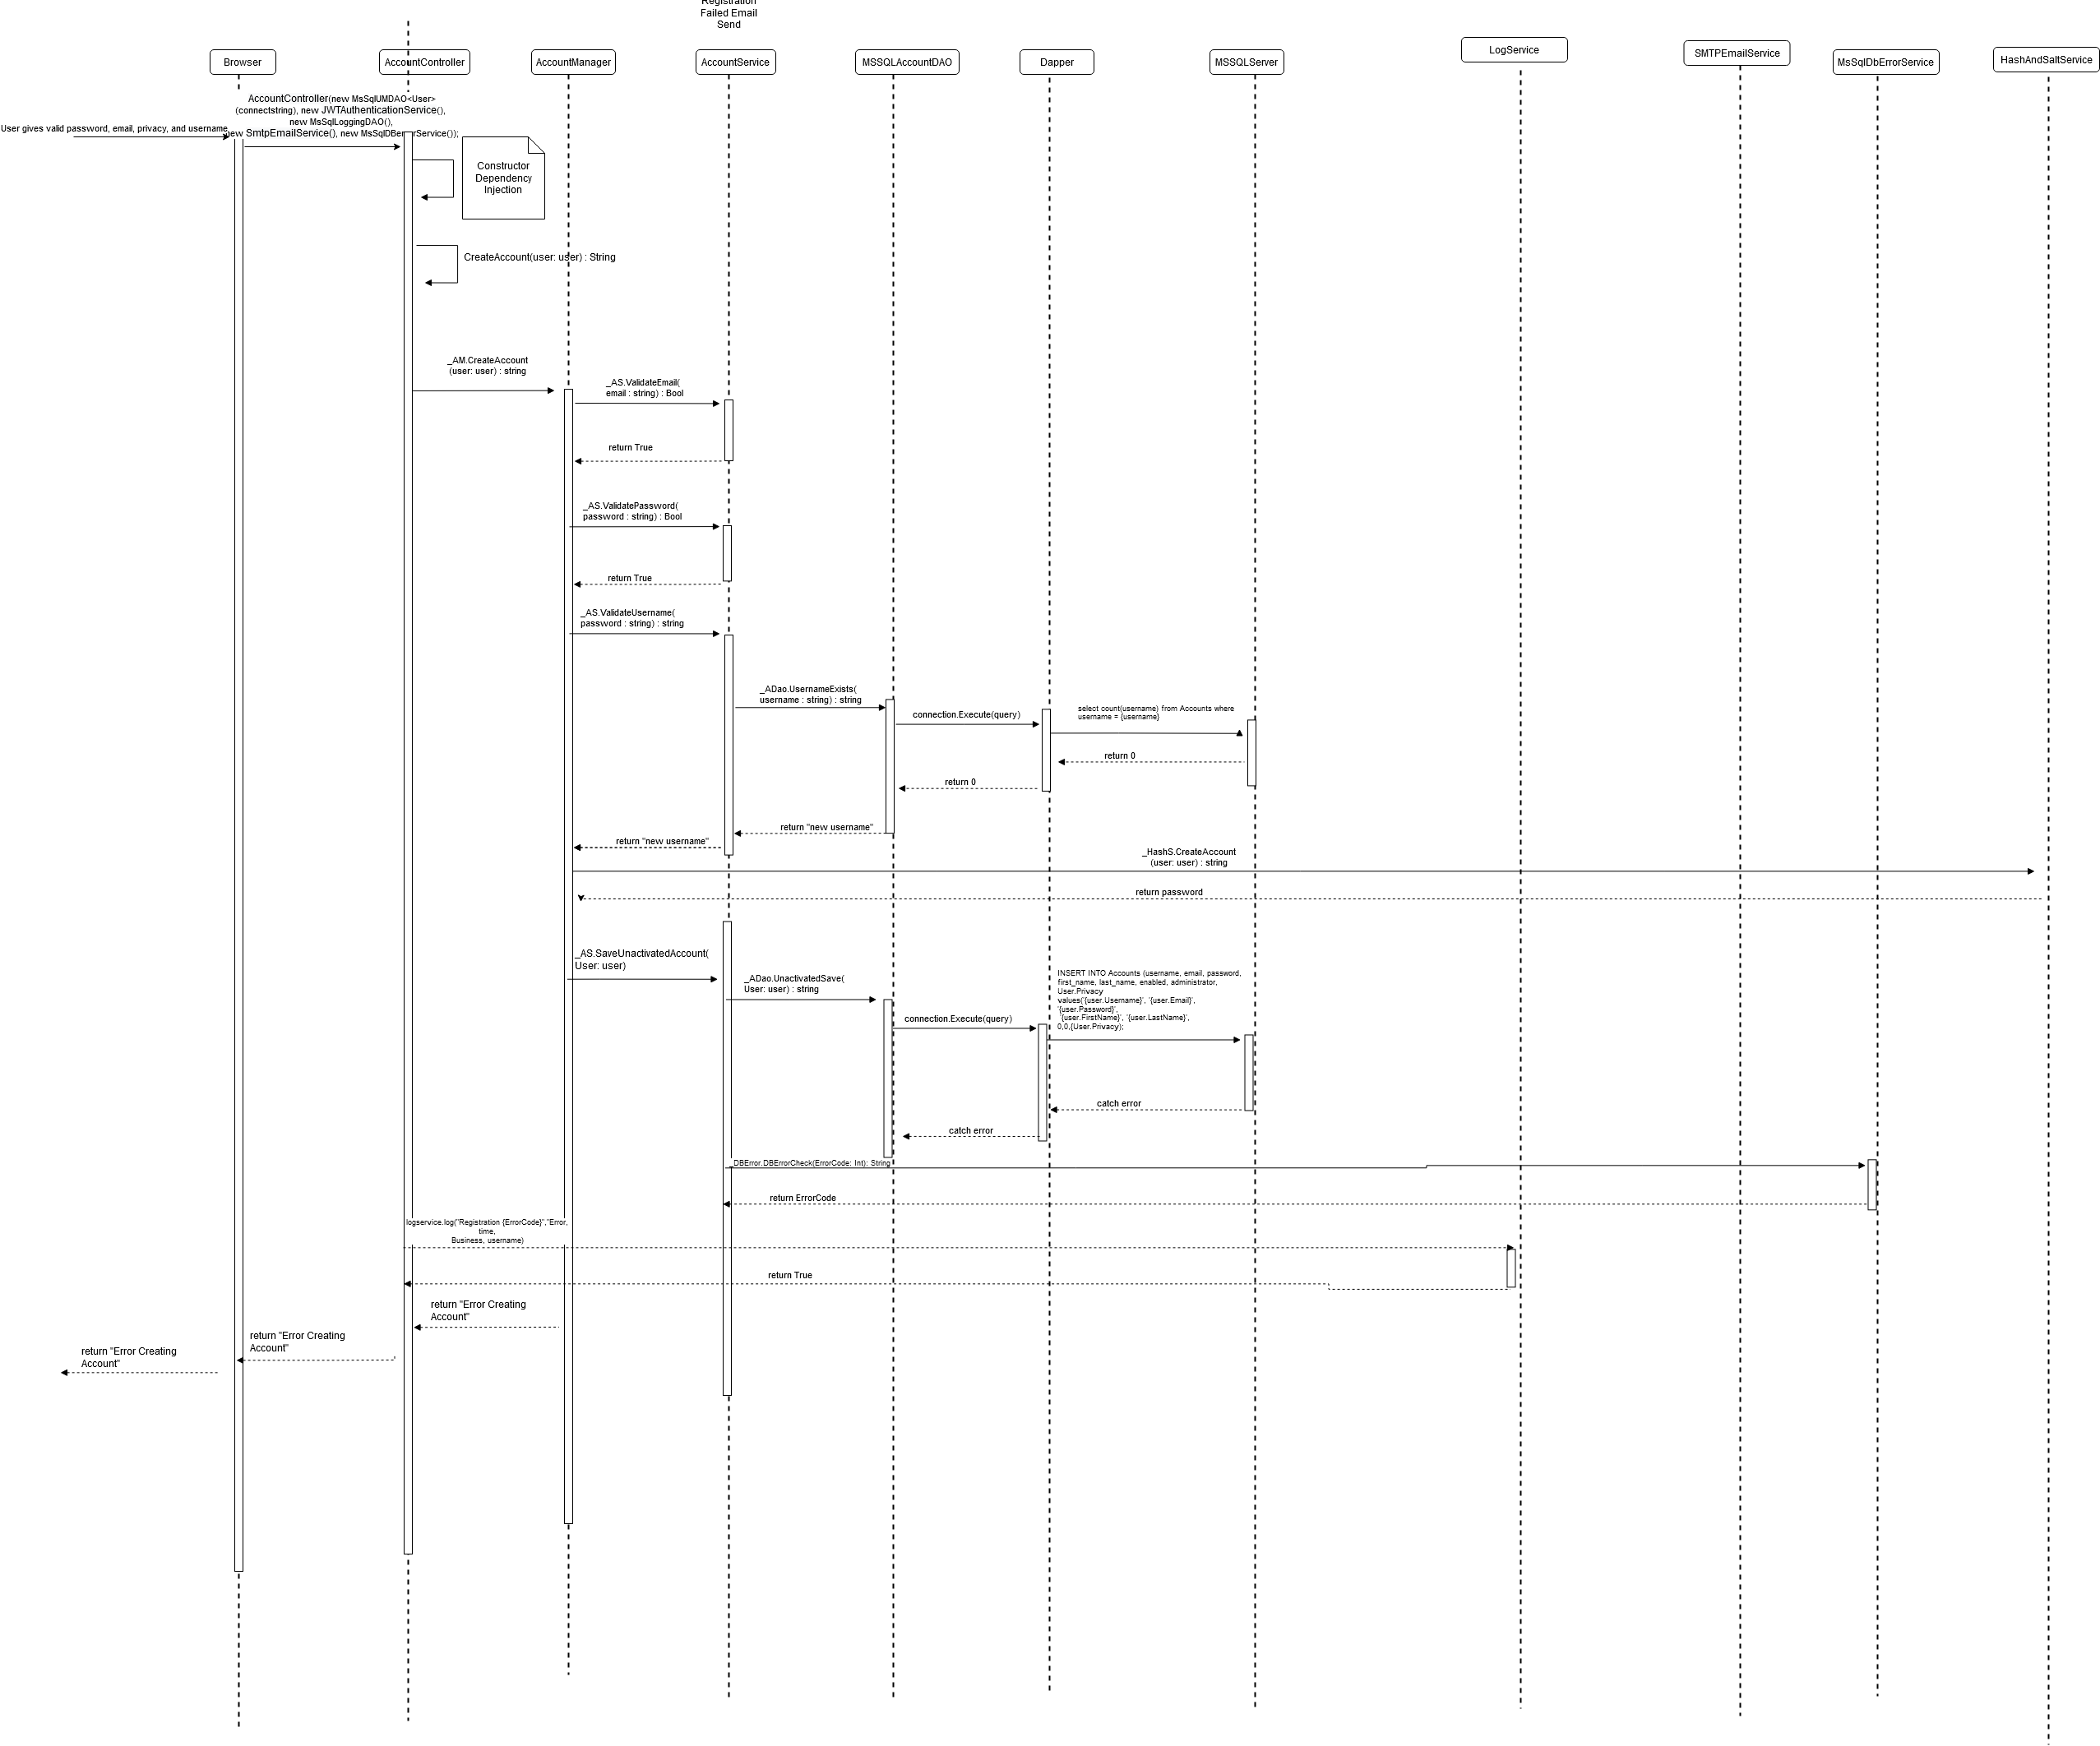 Registration
Failed Email
Send
Browser
AccountController
AccountManager
AccountService
MSSQLAccountDAO
Dapper
MSSQLServer
LogService
SMTPEmailService
MsSqlDbErrorService
HashAndSaltService
AccountController(new MsSqlUMDAO<User>
(connectstring), new JWTAuthenticationService(),
new MsSqlLoggingDAO(),
new SmtpEmailService(), new MsSqlDBerrorService());
User gives valid password, email, privacy, and username
Constructor
Dependency
Injection
CreateAccount(user: user) : String
_AM.CreateAccount
(user: user) : string
_AS.ValidateEmail(
email : string) : Bool
return True
_AS.ValidatePassword(
password : string) : Bool
return True
_AS.ValidateUsername(
password : string) : string
_ADao.UsernameExists(
username : string) : string
connection.Execute(query)
select count(username) from Accounts where
username = {username}
return 0
return 0
return "new username"
return "new username"
_HashS.CreateAccount
(user: user) : string
return password
_AS.SaveUnactivatedAccount(
User: user)
_ADao.UnactivatedSave(
User: user) : string
connection.Execute(query)
INSERT INTO Accounts (username, email, password,
first_name, last_name, enabled, administrator,
User.Privacy
values('{user.Username}', '{user.Email}',
'{user.Password}',
'{user.FirstName}', '{user.LastName}',
0,0,{User.Privacy);
catch error
catch error
_DBError.DBErrorCheck(ErrorCode: Int): String
return ErrorCode
logservice.log("Registration {ErrorCode}","Error,
time,
Business, username)
return True
return "Error Creating
Account"
return "Error Creating
Account"
return "Error Creating
Account"